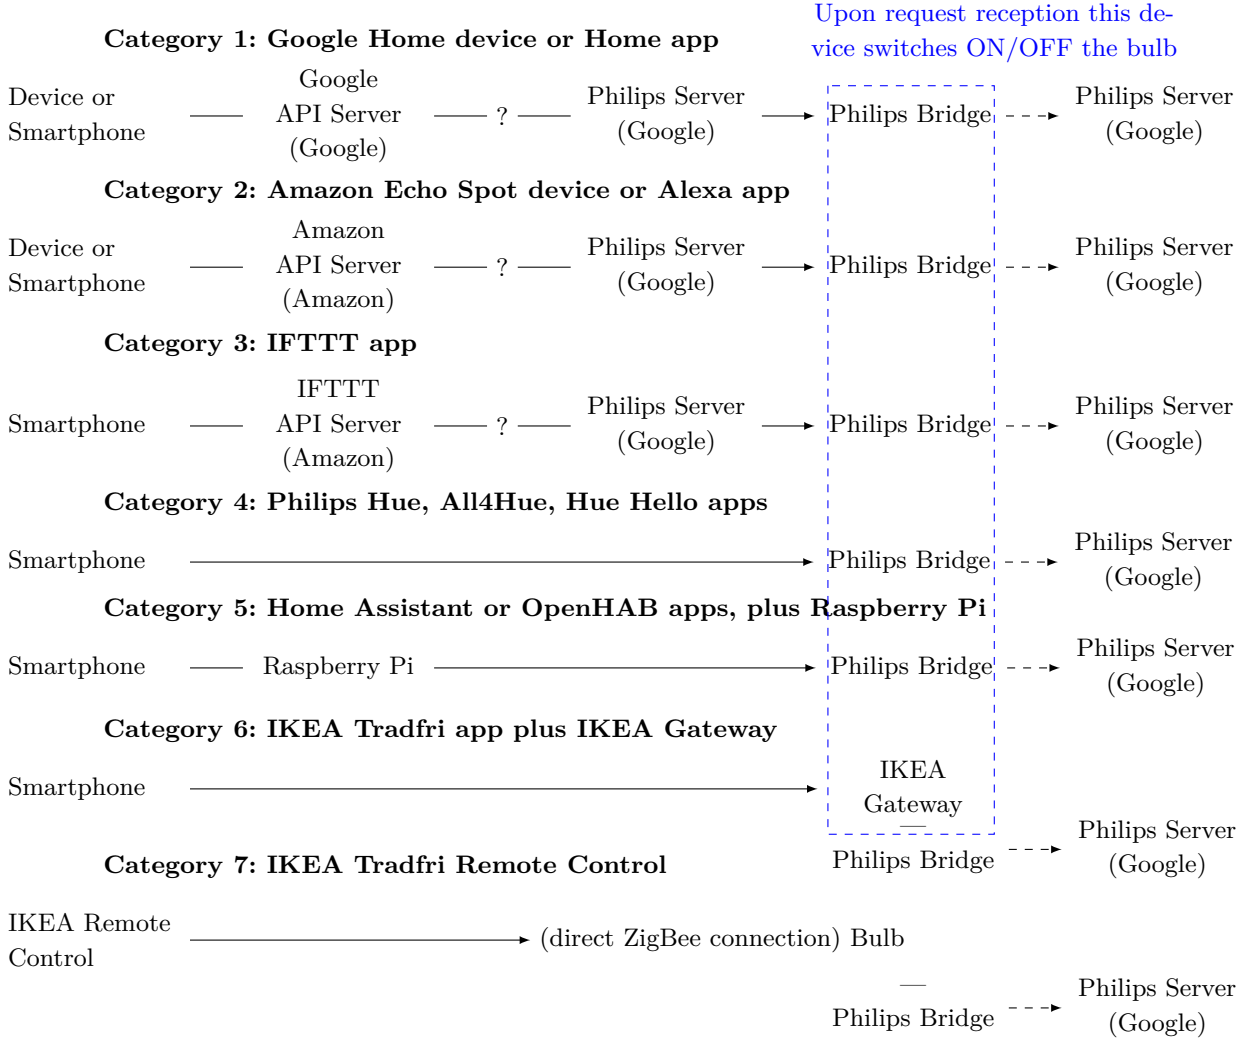 Upon request reception this de-
vice switches ON/OFF the bulb
Category 1: Google Home device or Home app
Device or
Smartphone
Google
API Server
(Google)
?
Philips Server
(Google)
Philips Bridge
Philips Server
(Google)
Category 2: Amazon Echo Spot device or Alexa app
Device or
Smartphone
Amazon
API Server
(Amazon)
?
Philips Server
(Google)
Philips Bridge
Philips Server
(Google)
Category 3: IFTTT app
Smartphone
IFTTT
API Server
(Amazon)
?
Philips Server
(Google)
Philips Bridge
Philips Server
(Google)
Category 4: Philips Hue, All4Hue, Hue Hello apps
Smartphone
Philips Bridge
Philips Server
(Google)
Category 5: Home Assistant or OpenHAB apps, plus Raspberry Pi
Smartphone
Raspberry Pi
Philips Bridge
Philips Server
(Google)
Category 6: IKEA Tradfri app plus IKEA Gateway
Smartphone
IKEA
Gateway
—
Philips Bridge
Philips Server
(Google)
Category 7: IKEA Tradfri Remote Control
IKEA Remote
Control
(direct ZigBee connection) Bulb
—
Philips Bridge
Philips Server
(Google)